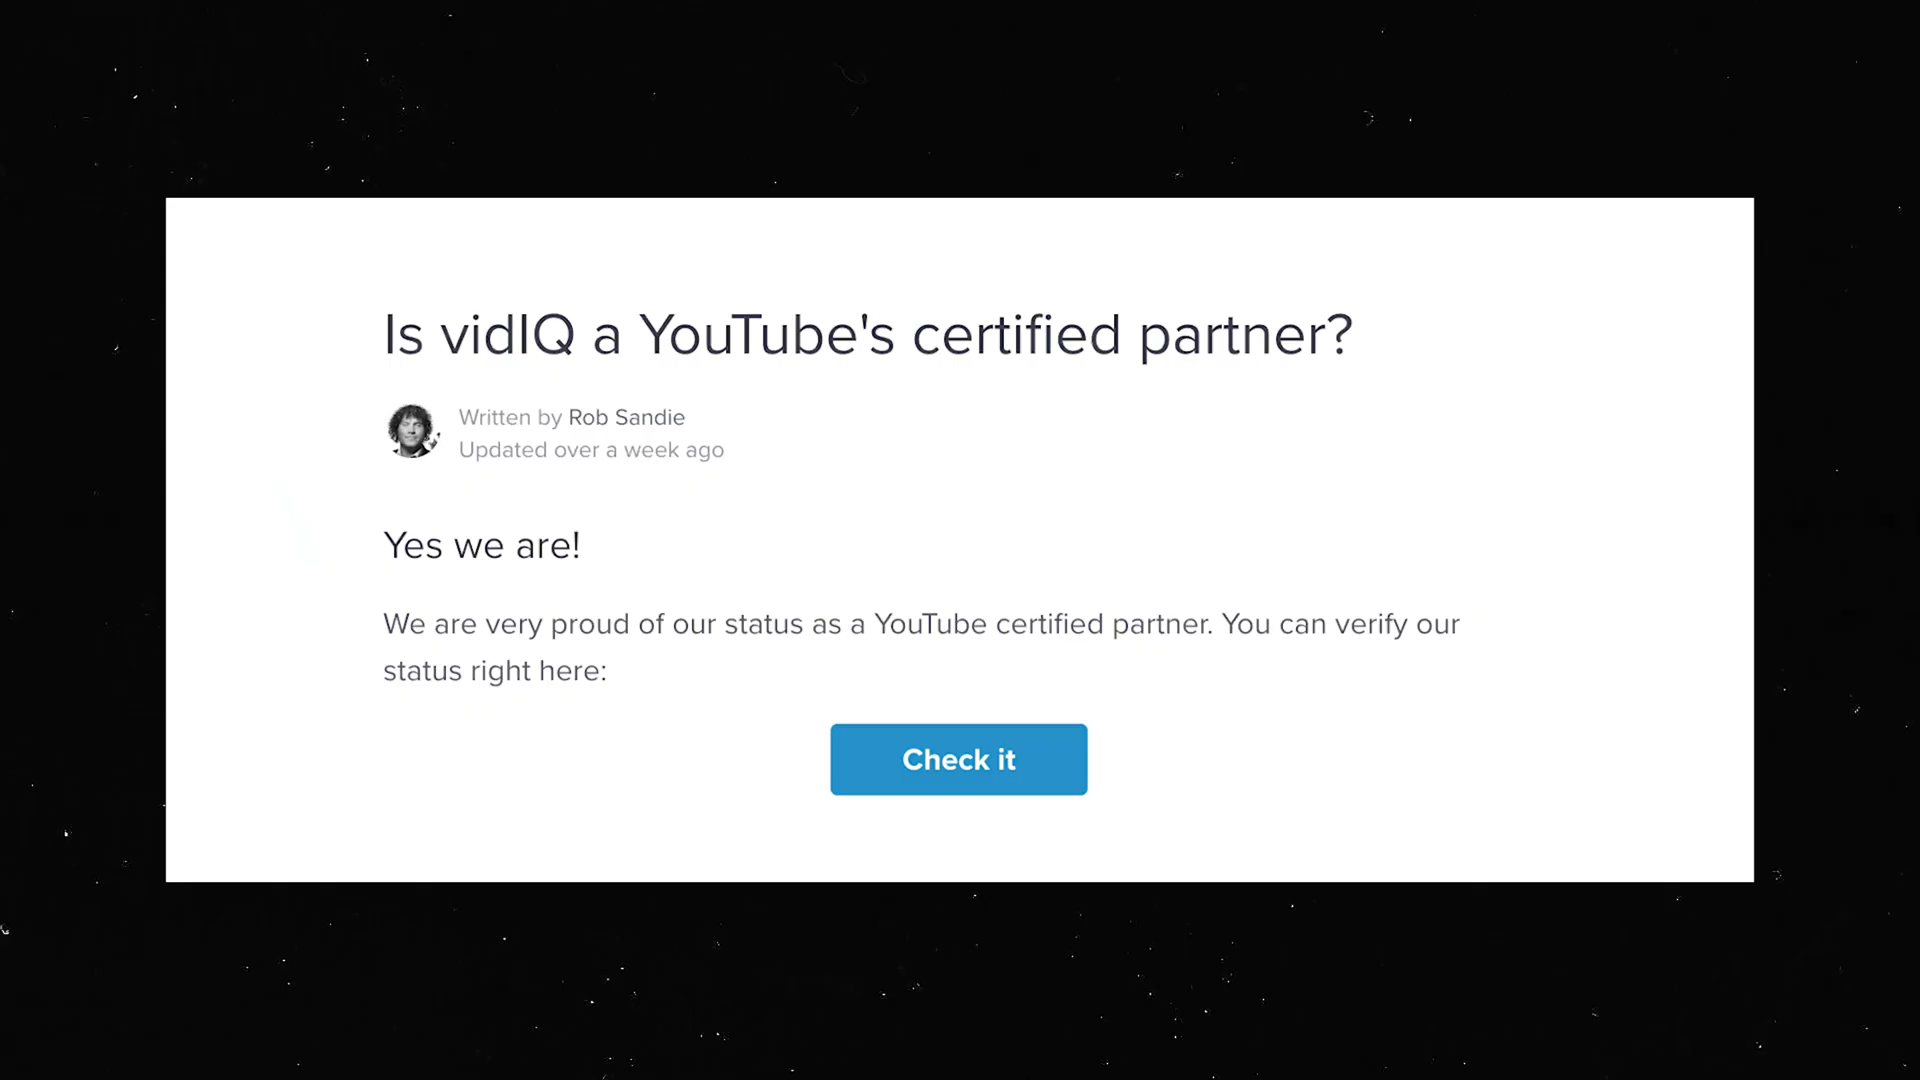 Is vidIQ a YouTube's certified partner?
Written by Rob Sandie
Updated over a week ago
Yes we are!
We are very proud of our status as a YouTube certified partner. You can verify our
status right here:
Check it